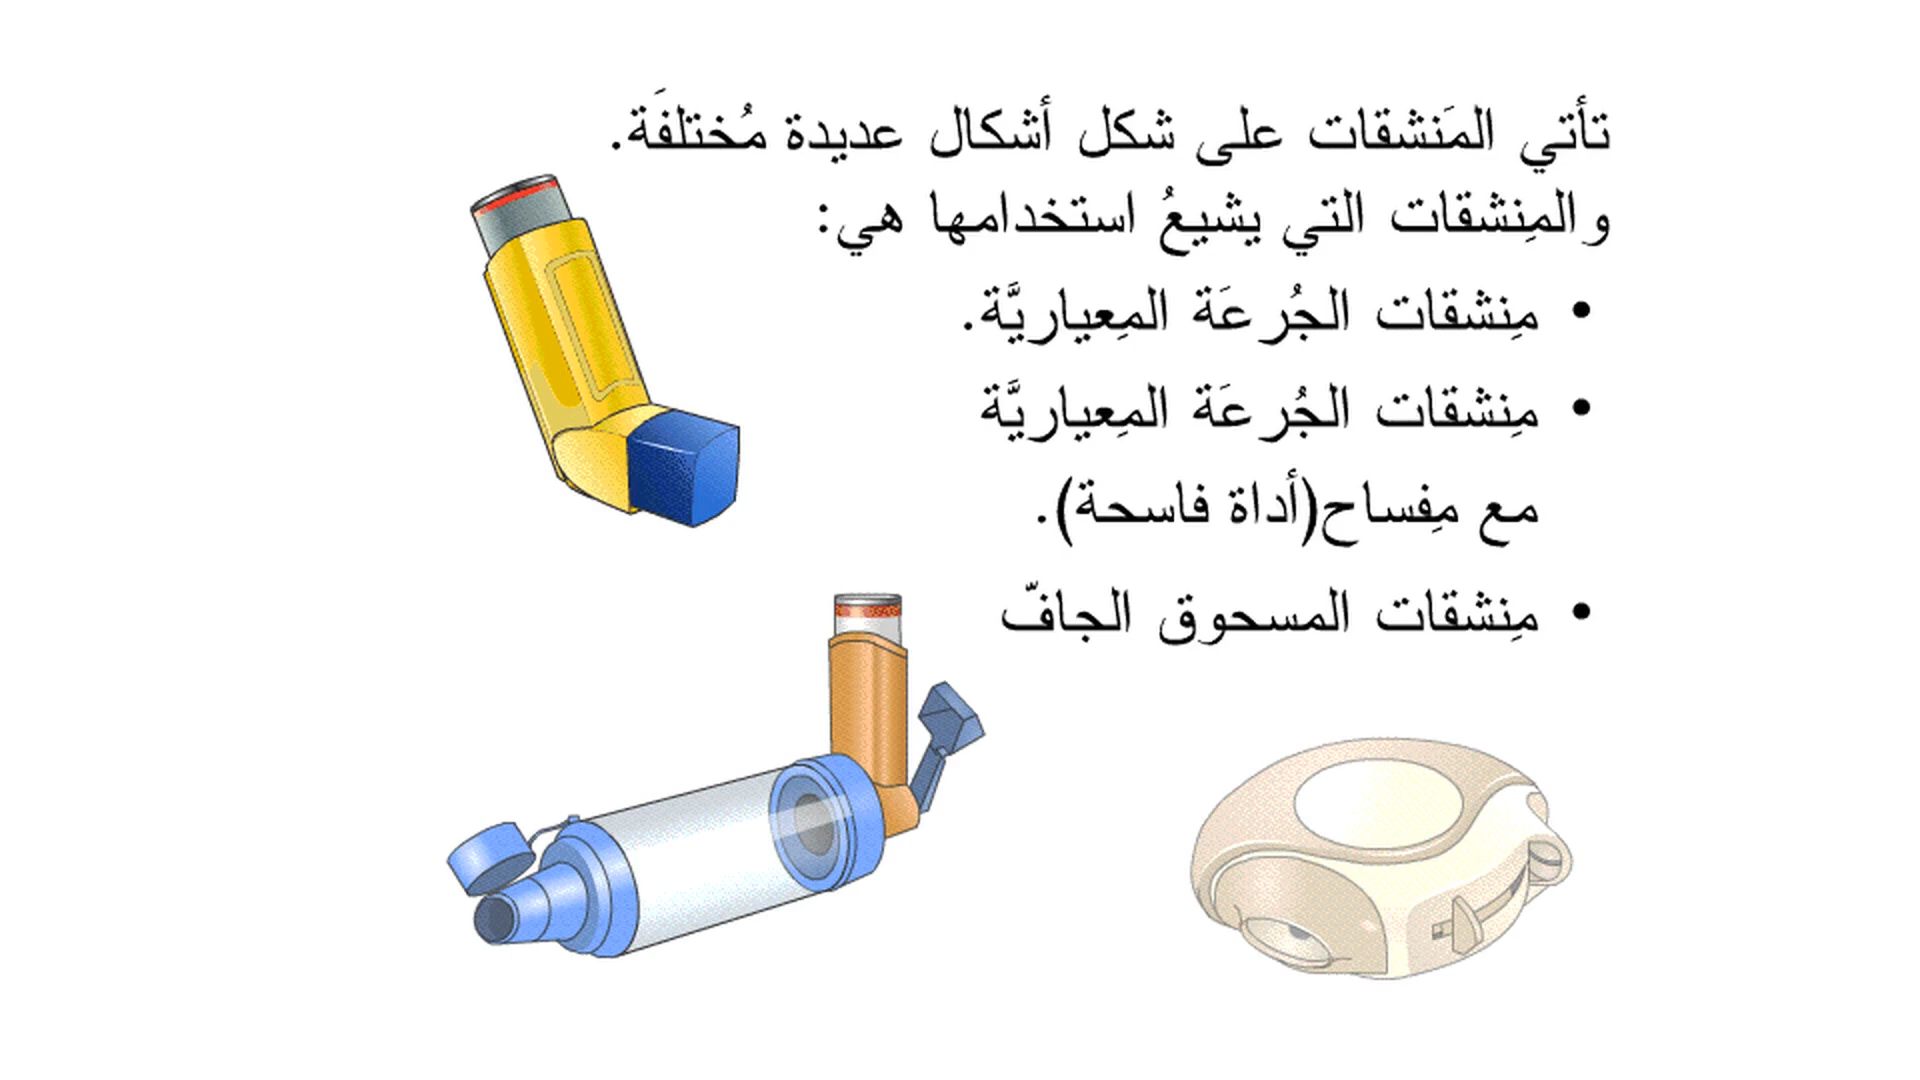 تأتي المَنشقات على شكل أشكال عديدة مُختلفَة.
والمِنشقات التي يشيعُ استخدامها هي:
• مِنشقات الجُرعَة المِعياريَّة.
• مِنشقات الجُرعَة المِعياريَّة
مع مِفساح(أداة فاسحة).
• مِنشقات المسحوق الجافّ